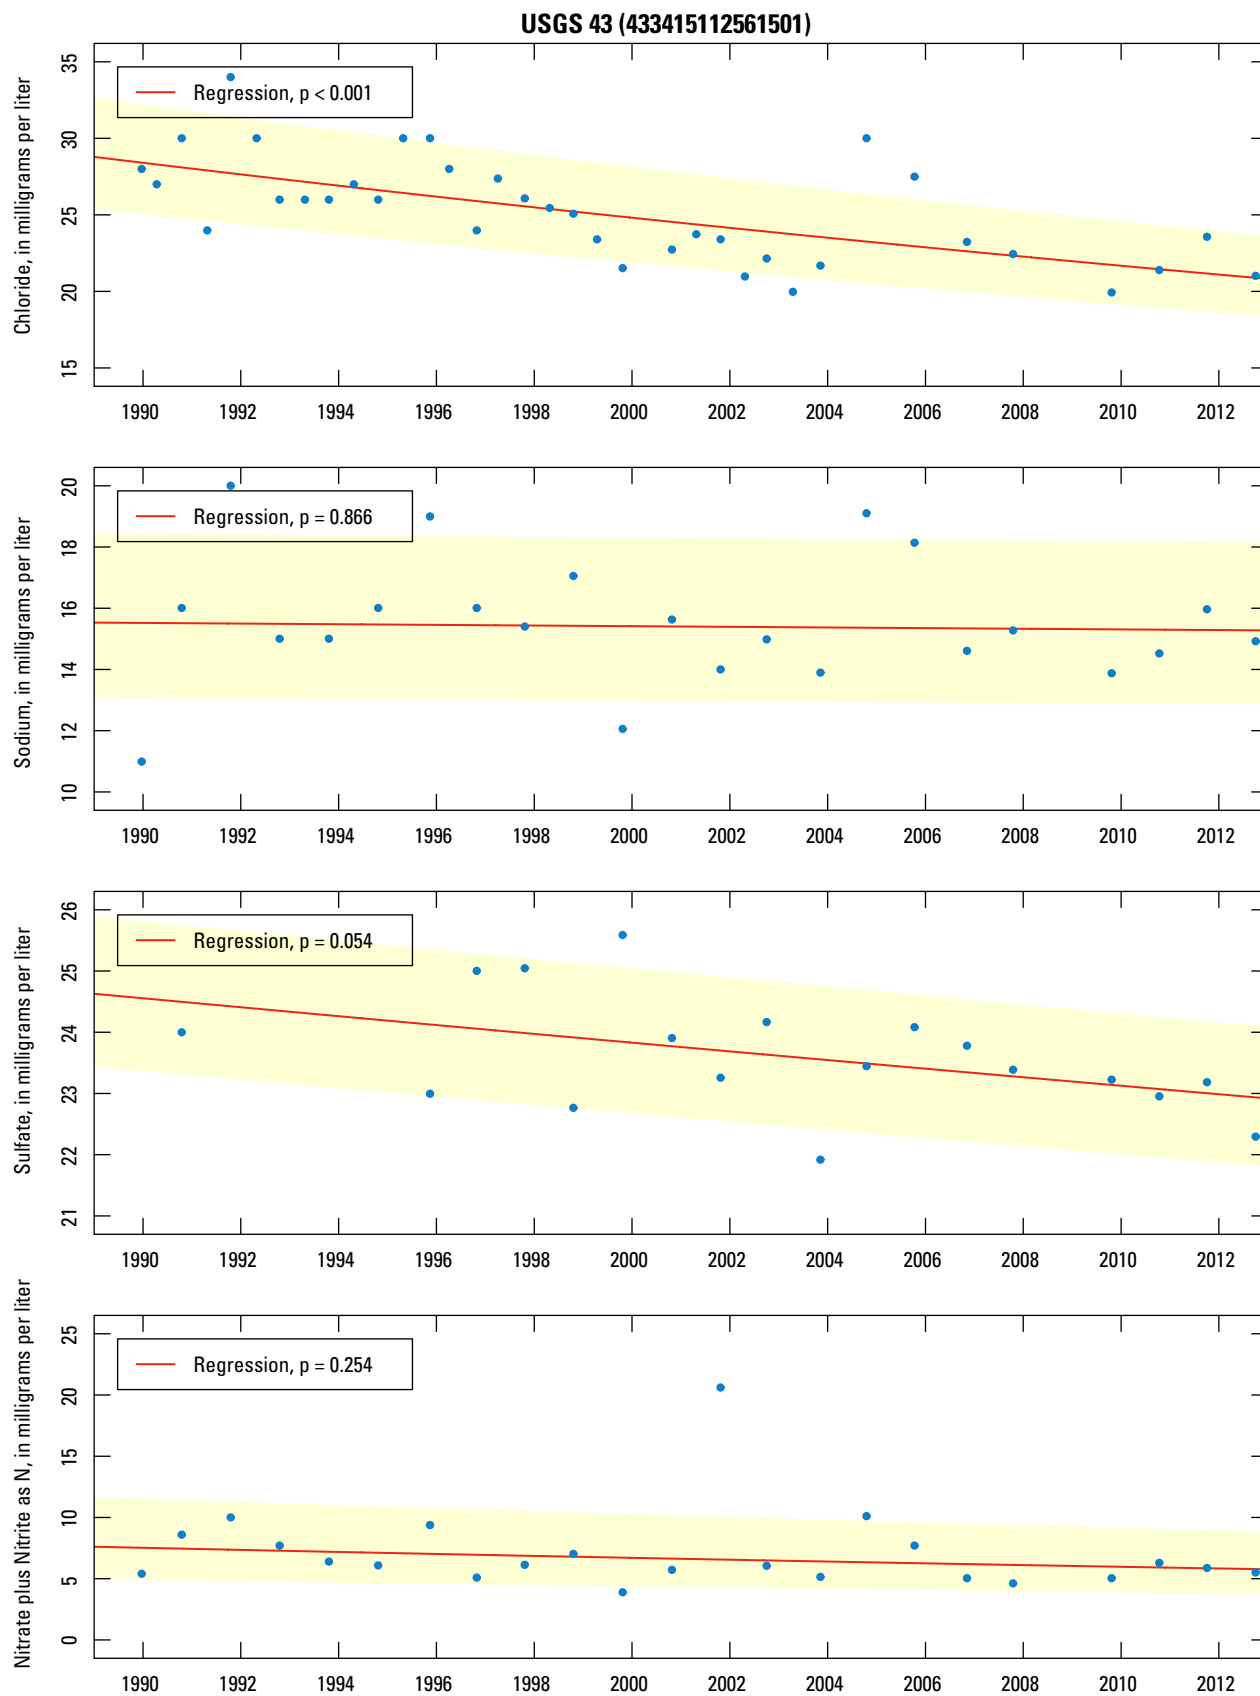 USGS 43 (433415112561501)
Chloride, in milligrams per liter
35
30
25
20
15
Regression, p < 0.001
1990 1992 1994 1996 1998 2000 2002 2004 2006 2008 2010 2012
Sodium, in milligrams per liter
20
18
16
14
12
10
Regression, p = 0.866
1990 1992 1994 1996 1998 2000 2002 2004 2006 2008 2010 2012
Sulfate, in milligrams per liter
26
25
24
23
22
21
Regression, p = 0.054
1990 1992 1994 1996 1998 2000 2002 2004 2006 2008 2010 2012
Nitrate plus Nitrite as N, in milligrams per liter
25
20
15
10
5
0
Regression, p = 0.254
1990 1992 1994 1996 1998 2000 2002 2004 2006 2008 2010 2012